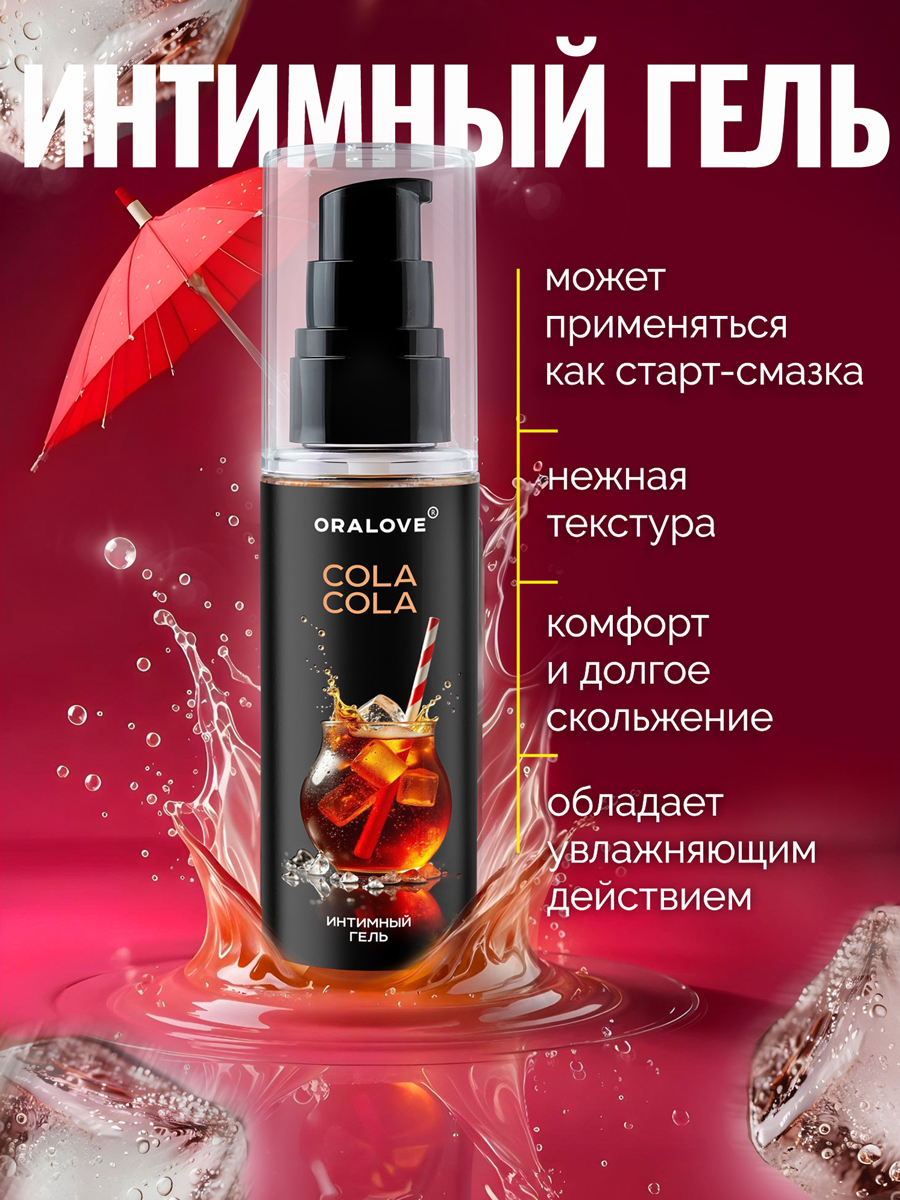 ИНТИМНЫЙ ГЕЛЬ
может
применяться
как старт-смазка
нежная
текстура
комфорт
и долгое
скольжение
обладает
увлажняющим
действием
ORALOVE®
COLA
COLA
ИНТИМНЫЙ
ГЕЛЬ